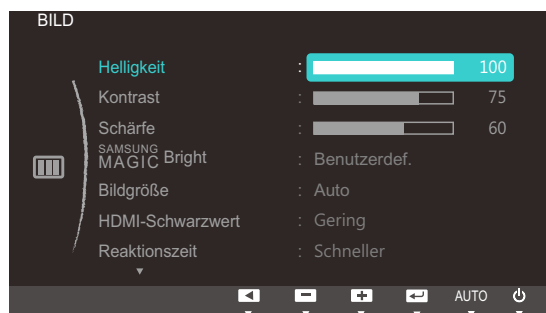 BILD
Helligkeit : 100
Kontrast : 75
Schärfe : 60
SAMSUNG
MAGIC Bright : Benutzerdef.
Bildgröße : Auto
HDMI-Schwarzwert : Gering
Reaktionszeit : Schneller
AUTO